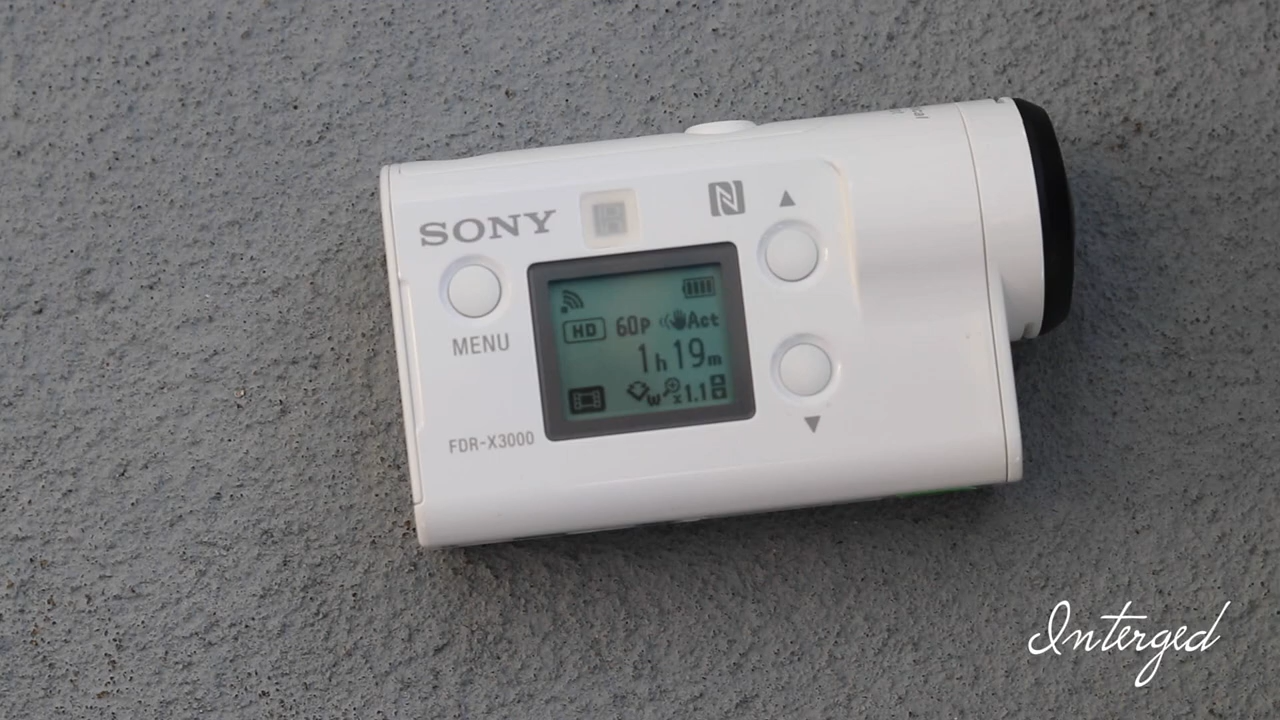 SONY
MENU
HD 60p Act
1h19m
W x1.1
FDR-X3000
Interged